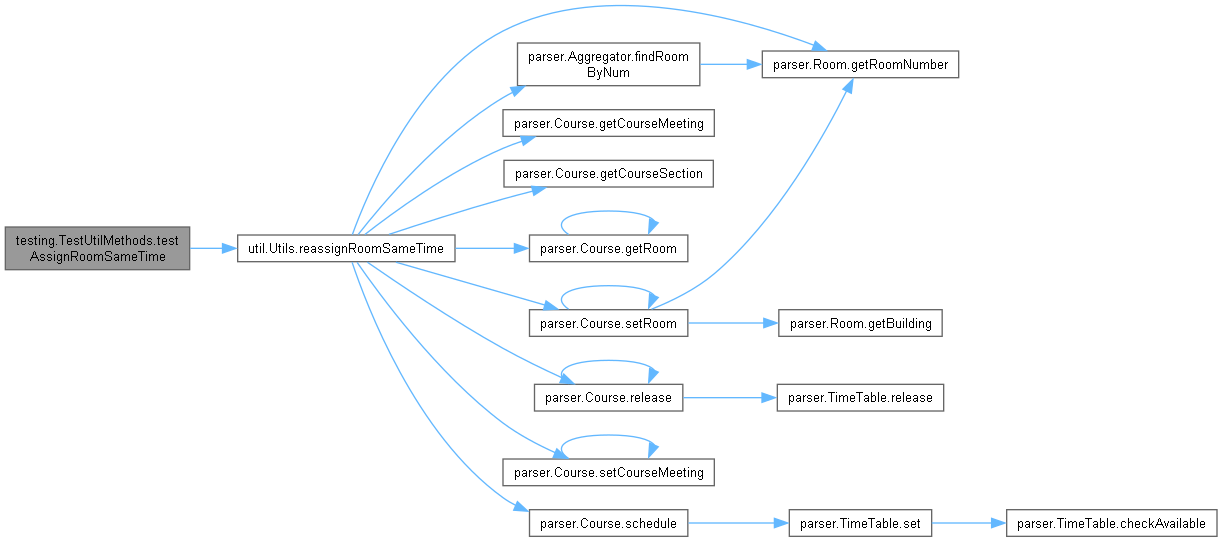 testing.TestUtilMethods.test
AssignRoomSameTime
util.Utils.reassignRoomSameTime
parser.Aggregator.findRoom
ByNum
parser.Room.getRoomNumber
parser.Course.getCourseMeeting
parser.Course.getCourseSection
parser.Course.getRoom
parser.Course.setRoom
parser.Room.getBuilding
parser.Course.release
parser.TimeTable.release
parser.Course.setCourseMeeting
parser.Course.schedule
parser.TimeTable.set
parser.TimeTable.checkAvailable